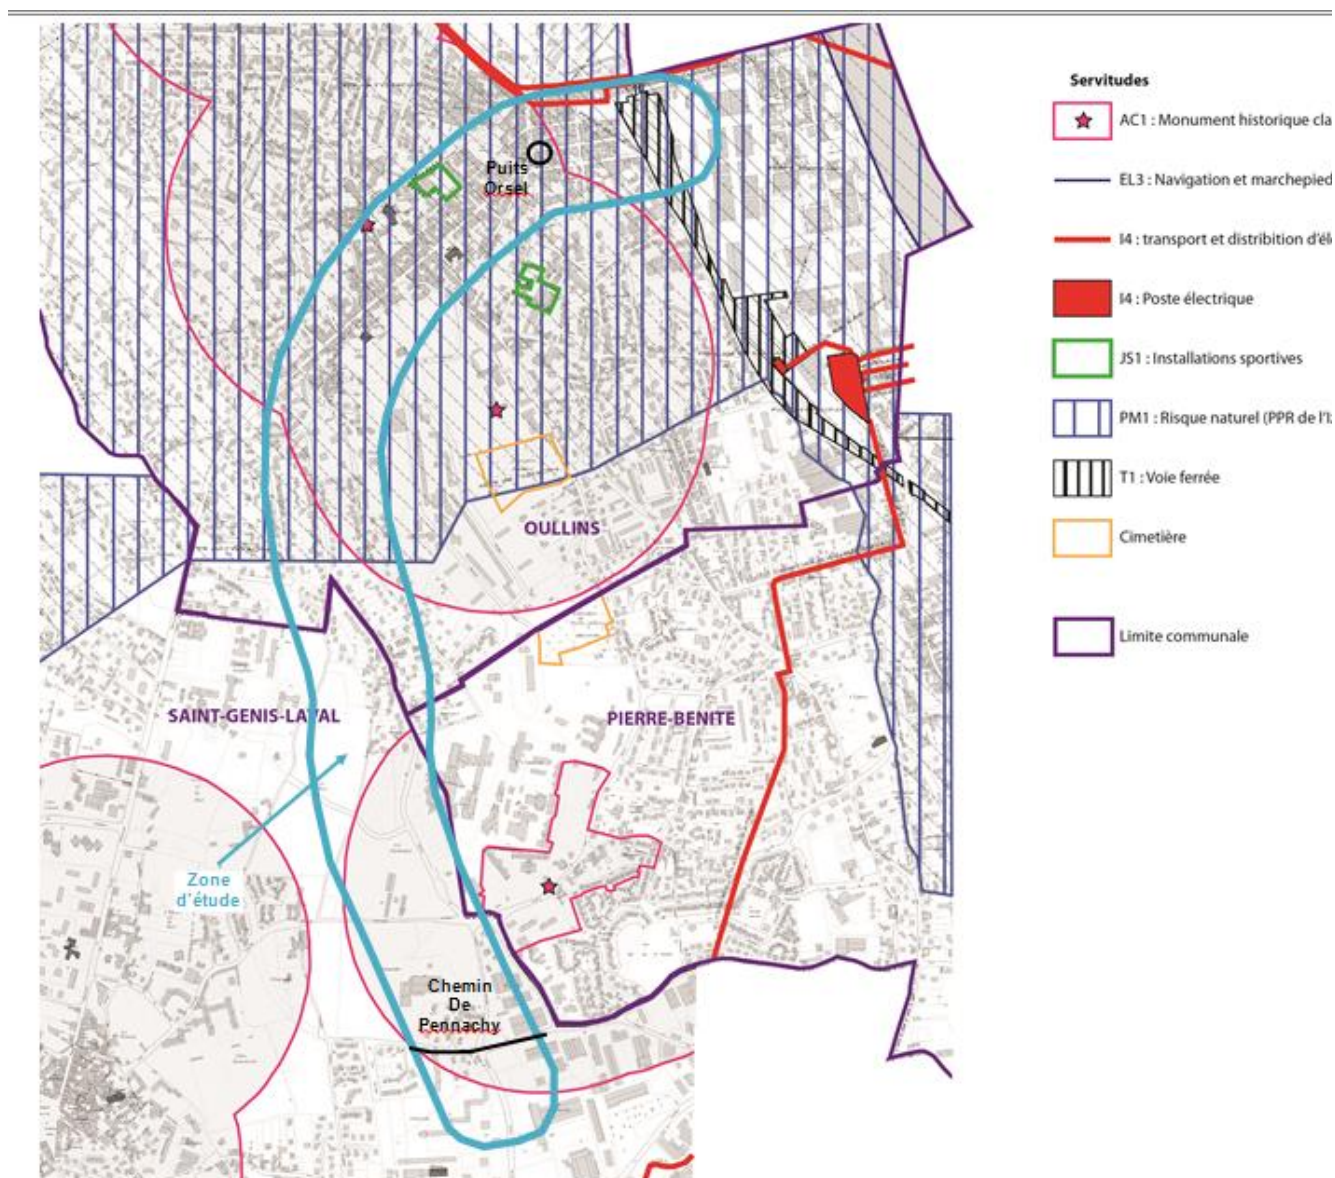 Servitudes
AC1 : Monument historique cla
EL3 : Navigation et marchepied
I4 : transport et distribition d'éle
I4 : Poste électrique
JS1 : Installations sportives
PM1 : Risque naturel (PPR de l'I
T1 : Voie ferrée
Cimetière
Limite communale
Puits
Orsel
OULLINS
SAINT-GENIS-LAVAL
PIERRE-BENITE
Zone
d'étude
Chemin
De
Pennachy